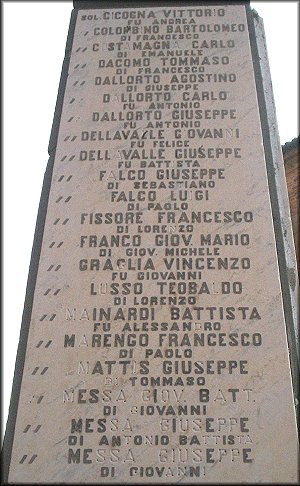 SOL. CICOGNA VITTORIO
FU ANDREA
〃 COLOMBINO BARTOLOMEO
DI FRANCESCO
〃 CASTAMAGNA CARLO
DI EMANUELE
〃 DACOMO TOMMASO
DI FRANCESCO
〃 DALLORTO AGOSTINO
DI GIUSEPPE
〃 DALLORTO CARLO
FU ANTONIO
〃 DALLORTO GIUSEPPE
FU ANTONIO
〃 DELLAVALLE GIOVANNI
FU FELICE
〃 DELLAVALLE GIUSEPPE
FU BATTISTA
〃 FALCO GIUSEPPE
DI SEBASTIANO
〃 FALCO LUIGI
DI PAOLO
〃 FISSORE FRANCESCO
DI LORENZO
〃 FRANCO GIOV. MARIO
DI GIOV. MICHELE
〃 GRAGLIA VINCENZO
FU GIOVANNI
〃 LUSSO TEOBALDO
DI LORENZO
〃 MAINARDI BATTISTA
FU ALESSANDRO
〃 MARENGO FRANCESCO
DI PAOLO
〃 MATTIS GIUSEPPE
DI TOMMASO
〃 MESSA GIOV. BATT.
DI GIOVANNI
〃 MESSA GIUSEPPE
DI ANTONIO BATTISTA
〃 MESSA GIUSEPPE
DI GIOVANNI